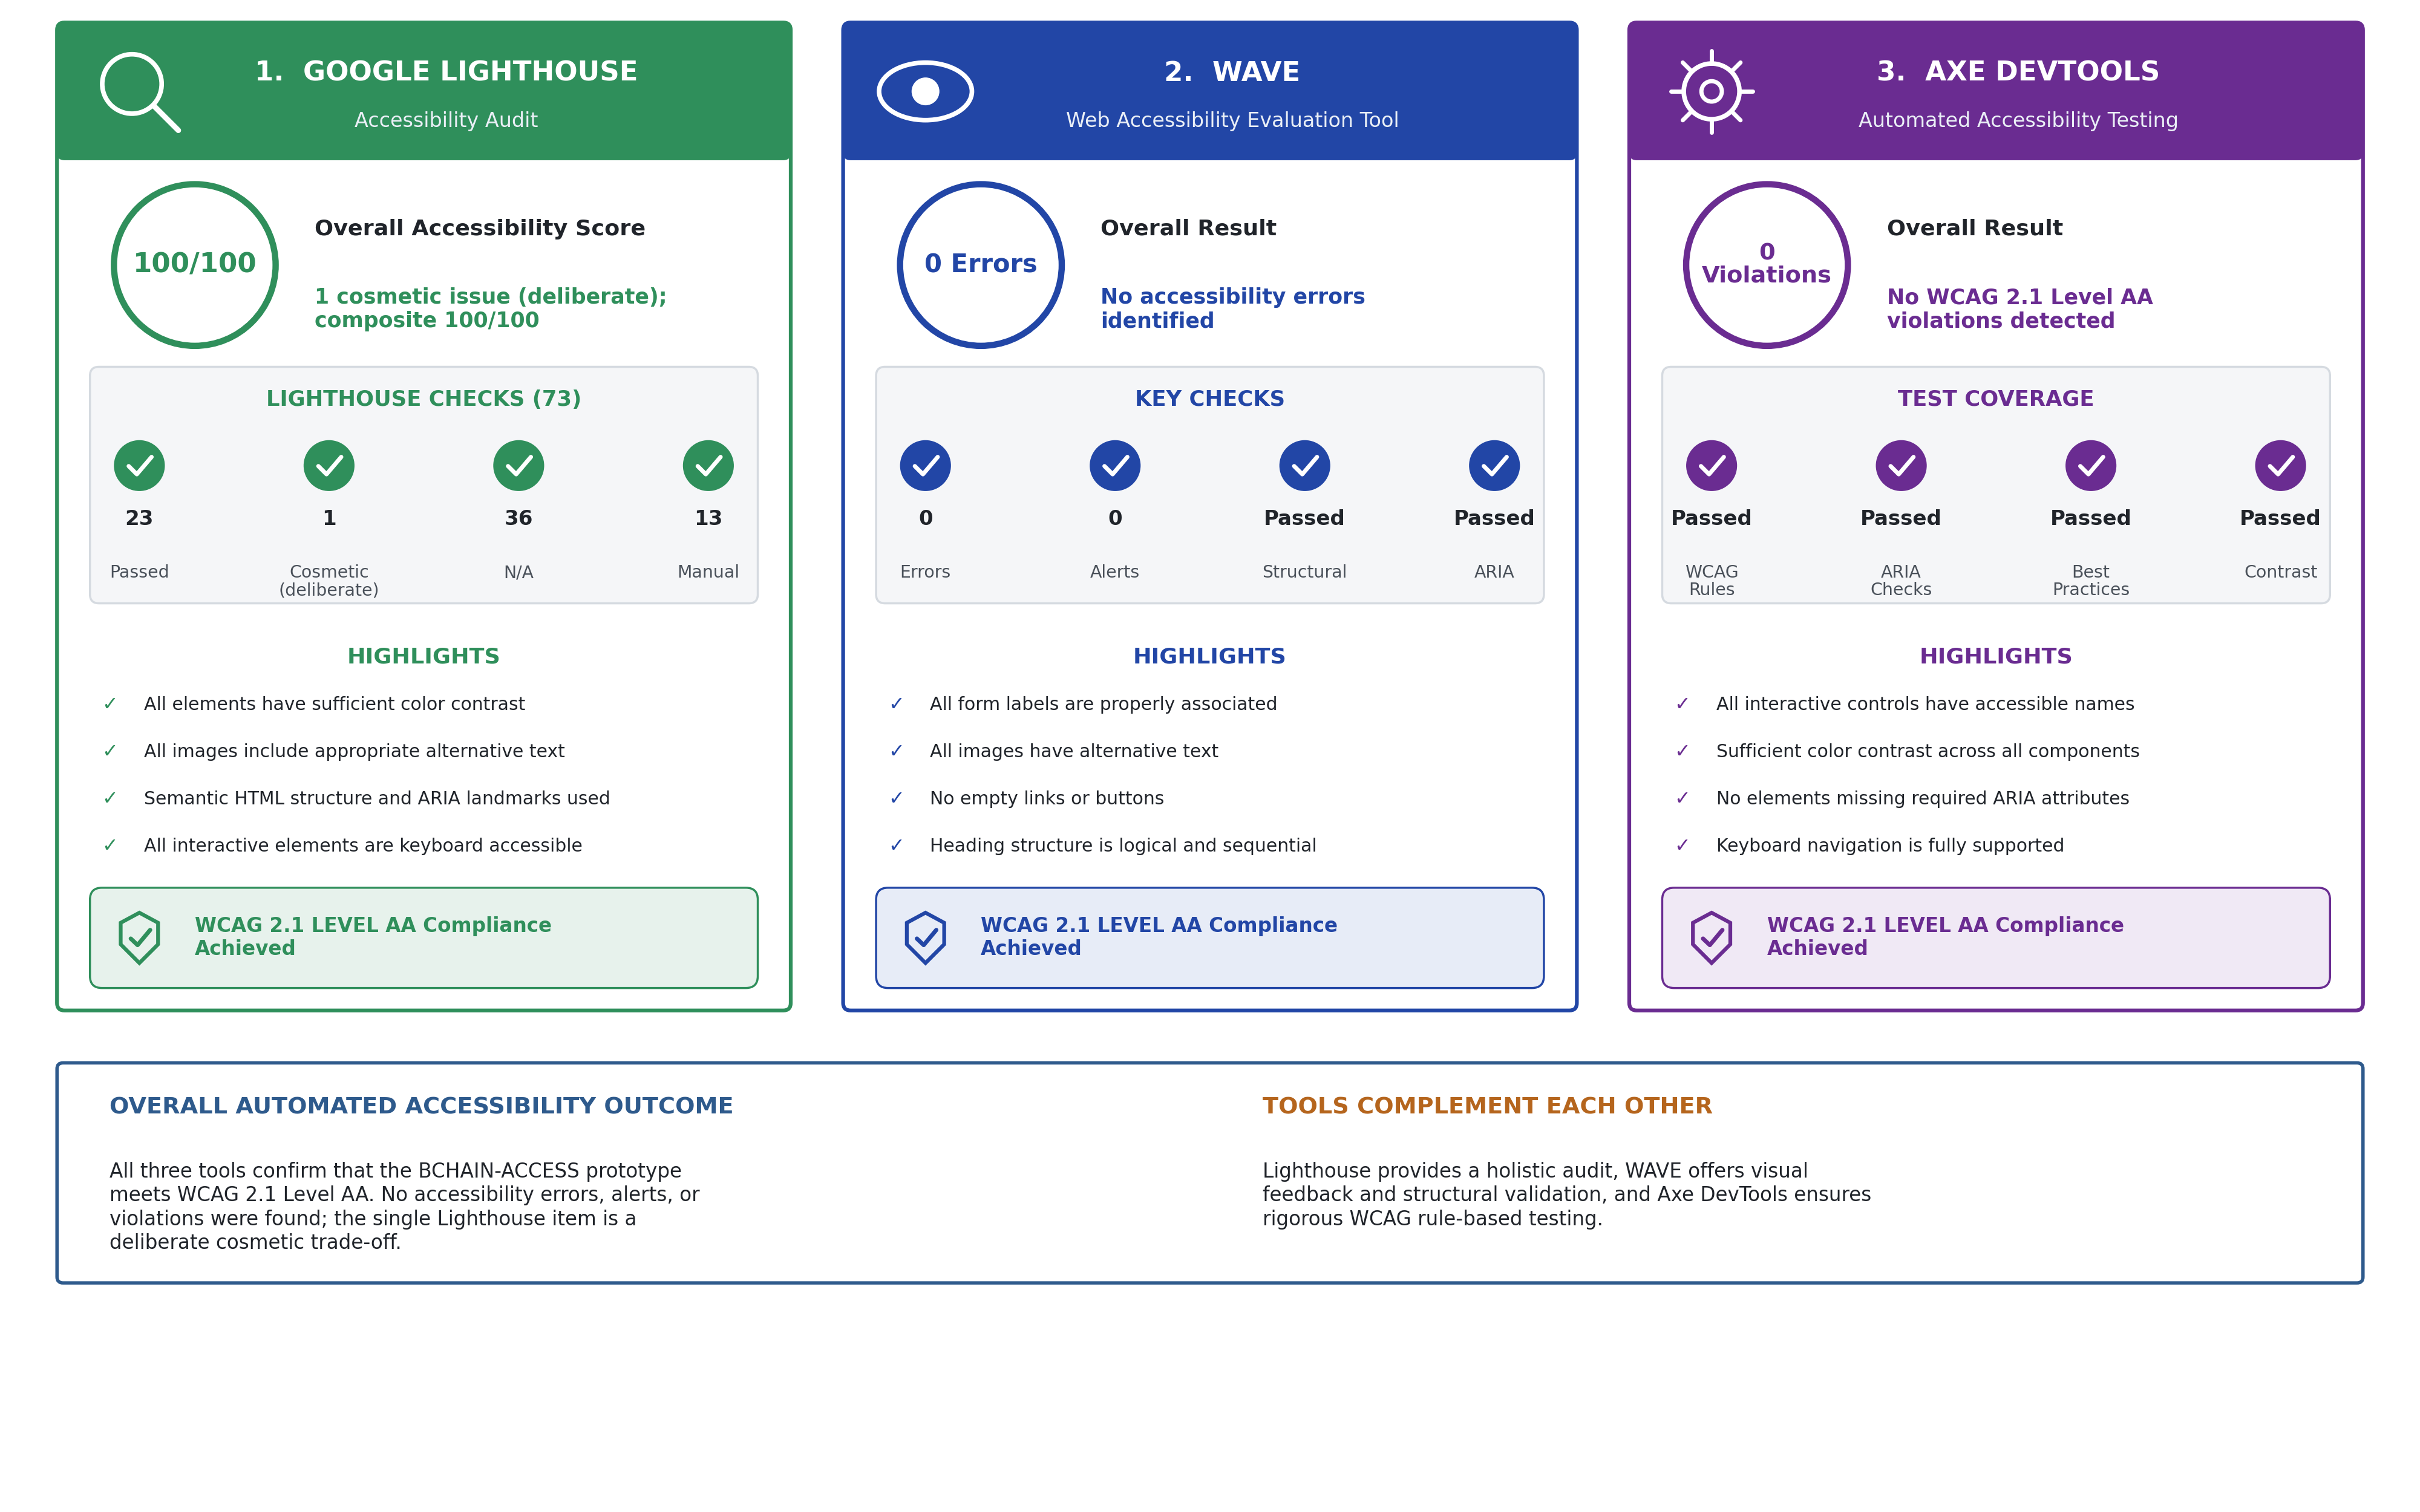 1. GOOGLE LIGHTHOUSE
Accessibility Audit
100/100
Overall Accessibility Score
1 cosmetic issue (deliberate);
composite 100/100
LIGHTHOUSE CHECKS (73)
23
1
36
13
Passed
Cosmetic
(deliberate)
N/A
Manual
HIGHLIGHTS
✓ All elements have sufficient color contrast
✓ All images include appropriate alternative text
✓ Semantic HTML structure and ARIA landmarks used
✓ All interactive elements are keyboard accessible
WCAG 2.1 LEVEL AA Compliance
Achieved
2. WAVE
Web Accessibility Evaluation Tool
0 Errors
Overall Result
No accessibility errors
identified
KEY CHECKS
0
0
Passed
Passed
Errors
Alerts
Structural
ARIA
HIGHLIGHTS
✓ All form labels are properly associated
✓ All images have alternative text
✓ No empty links or buttons
✓ Heading structure is logical and sequential
WCAG 2.1 LEVEL AA Compliance
Achieved
3. AXE DEVTOOLS
Automated Accessibility Testing
0
Violations
Overall Result
No WCAG 2.1 Level AA
violations detected
TEST COVERAGE
Passed
Passed
Passed
Passed
WCAG
Rules
ARIA
Checks
Best
Practices
Contrast
HIGHLIGHTS
✓ All interactive controls have accessible names
✓ Sufficient color contrast across all components
✓ No elements missing required ARIA attributes
✓ Keyboard navigation is fully supported
WCAG 2.1 LEVEL AA Compliance
Achieved
OVERALL AUTOMATED ACCESSIBILITY OUTCOME
All three tools confirm that the BCHAIN-ACCESS prototype
meets WCAG 2.1 Level AA. No accessibility errors, alerts, or
violations were found; the single Lighthouse item is a
deliberate cosmetic trade-off.
TOOLS COMPLEMENT EACH OTHER
Lighthouse provides a holistic audit, WAVE offers visual
feedback and structural validation, and Axe DevTools ensures
rigorous WCAG rule-based testing.